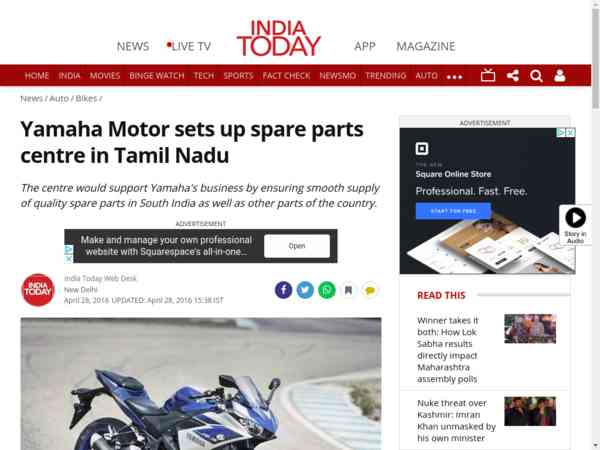 NEWS
LIVE TV
INDIA
TODAY
APP
MAGAZINE
HOME INDIA MOVIES BINGE WATCH TECH SPORTS FACT CHECK NEWSMO TRENDING AUTO
News / Auto / Bikes /
Yamaha Motor sets up spare parts
centre in Tamil Nadu
The centre would support Yamaha's business by ensuring smooth supply
of quality spare parts in South India as well as other parts of the country.
ADVERTISEMENT
Make and manage your own professional
website with Squarespace's all-in-one...
Open
INDIA
TODAY
India Today Web Desk
New Delhi
April 28, 2016 UPDATED: April 28, 2016 15:38 IST
YAMAHA
ADVERTISEMENT
THE NEW
Square Online Store
Professional. Fast. Free.
START FOR FREE
Story in
Audio
READ THIS
Winner takes it
both: How Lok
Sabha results
directly impact
Maharashtra
assembly polls
Nuke threat over
Kashmir: Imran
Khan unmasked by
his own minister